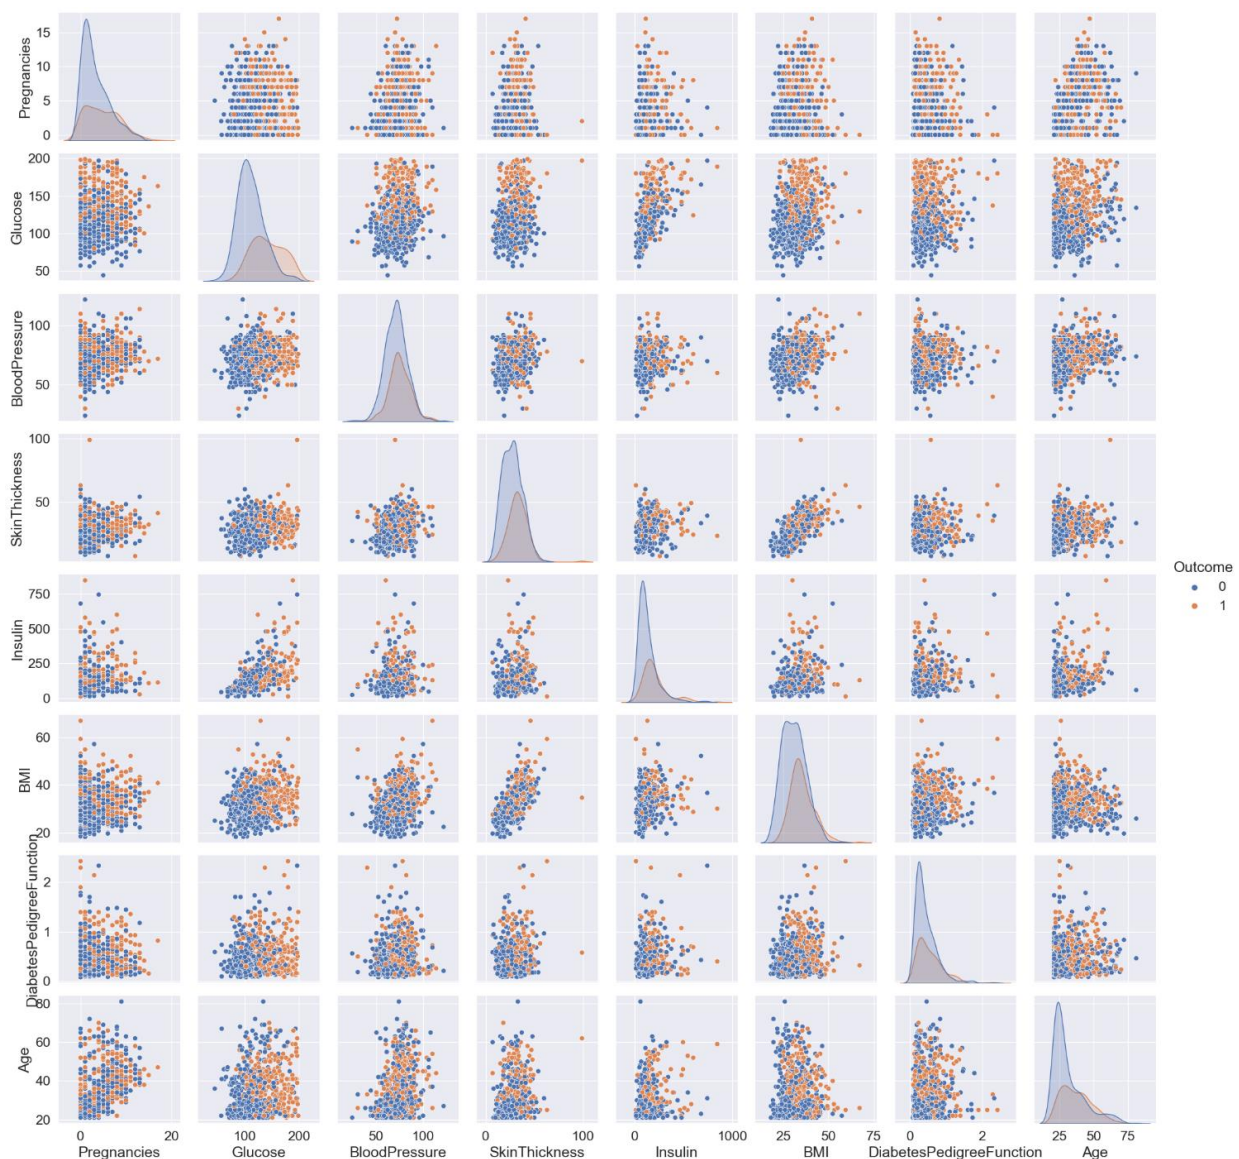 Pregnancies
15
10
5
0
Glucose
200
150
100
50
BloodPressure
100
50
SkinThickness
100
50
Insulin
750
500
250
0
BMI
60
40
20
DiabetesPedigreeFunction
2
1
0
Age
80
60
40
20
Outcome
0
1
0 20 100 200 50 100 0 100 0 1000 25 50 75 0 2 25 50 75
Pregnancies Glucose BloodPressure SkinThickness Insulin BMI DiabetesPedigreeFunction Age